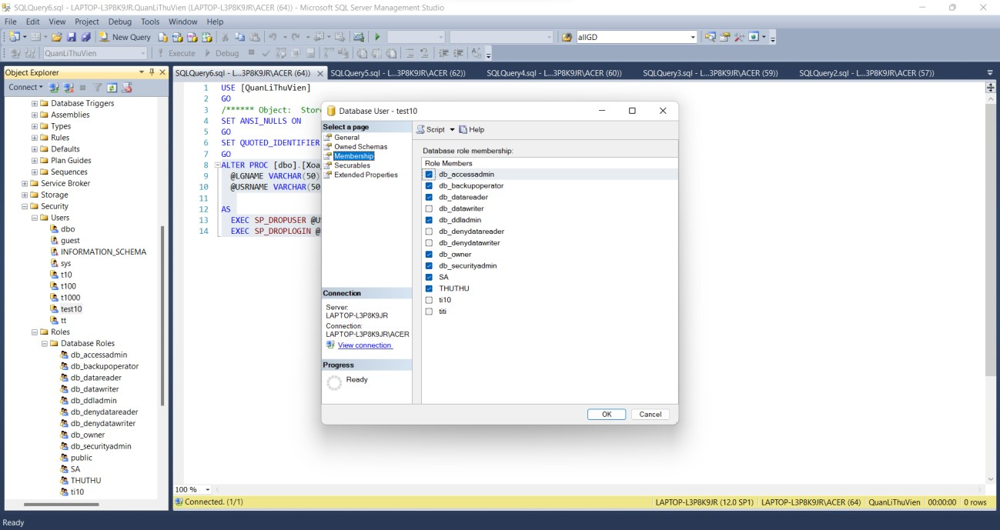 SQLQuery6.sql - LAPTOP-L3P8K9JR.QuanLiThuVien (LAPTOP-L3P8K9JR\ACER (64)) - Microsoft SQL Server Management Studio
File Edit View Project Debug Tools Window Help
New Query allGD
QuanLiThuVien Execute Debug
Object Explorer
Connect
Database Triggers
Assemblies
Types
Rules
Defaults
Plan Guides
Sequences
Service Broker
Storage
Security
Users
dbo
guest
INFORMATION_SCHEMA
sys
t10
t100
t1000
test10
tt
Roles
Database Roles
db_accessadmin
db_backupoperator
db_datareader
db_datawriter
db_ddladmin
db_denydatareader
db_denydatawriter
db_owner
db_securityadmin
public
SA
THUTHU
ti10
SQLQuery6.sql - L...3P8K9JR\ACER (64)) SQLQuery5.sql - L...3P8K9JR\ACER (62)) SQLQuery4.sql - L...3P8K9JR\ACER (60)) SQLQuery3.sql - L...3P8K9JR\ACER (59)) SQLQuery2.sql - L...3P8K9JR\ACER (57))
1 USE [QuanLiThuVien]
2 GO
3 /****** Object: Stor
4 SET ANSI_NULLS ON
5 GO
6 SET QUOTED_IDENTIFIER
7 GO
8 ALTER PROC [dbo].[Xoa
9 @LGNAME VARCHAR(50)
10 @USRNAME VARCHAR(50
11
12 AS
13 EXEC SP_DROPUSER @U
14 EXEC SP_DROPLOGIN @
Database User - test10
Select a page
General
Owned Schemas
Membership
Securables
Extended Properties
Connection
Server:
LAPTOP-L3P8K9JR
Connection:
LAPTOP-L3P8K9JR\ACER
View connection
Progress
Ready
Script Help
Database role membership:
Role Members
db_accessadmin
db_backupoperator
db_datareader
db_datawriter
db_ddladmin
db_denydatareader
db_denydatawriter
db_owner
db_securityadmin
SA
THUTHU
ti10
titi
OK Cancel
100 %
Connected. (1/1) LAPTOP-L3P8K9JR (12.0 SP1) LAPTOP-L3P8K9JR\ACER (64) QuanLiThuVien 00:00:00 0 rows
Ready